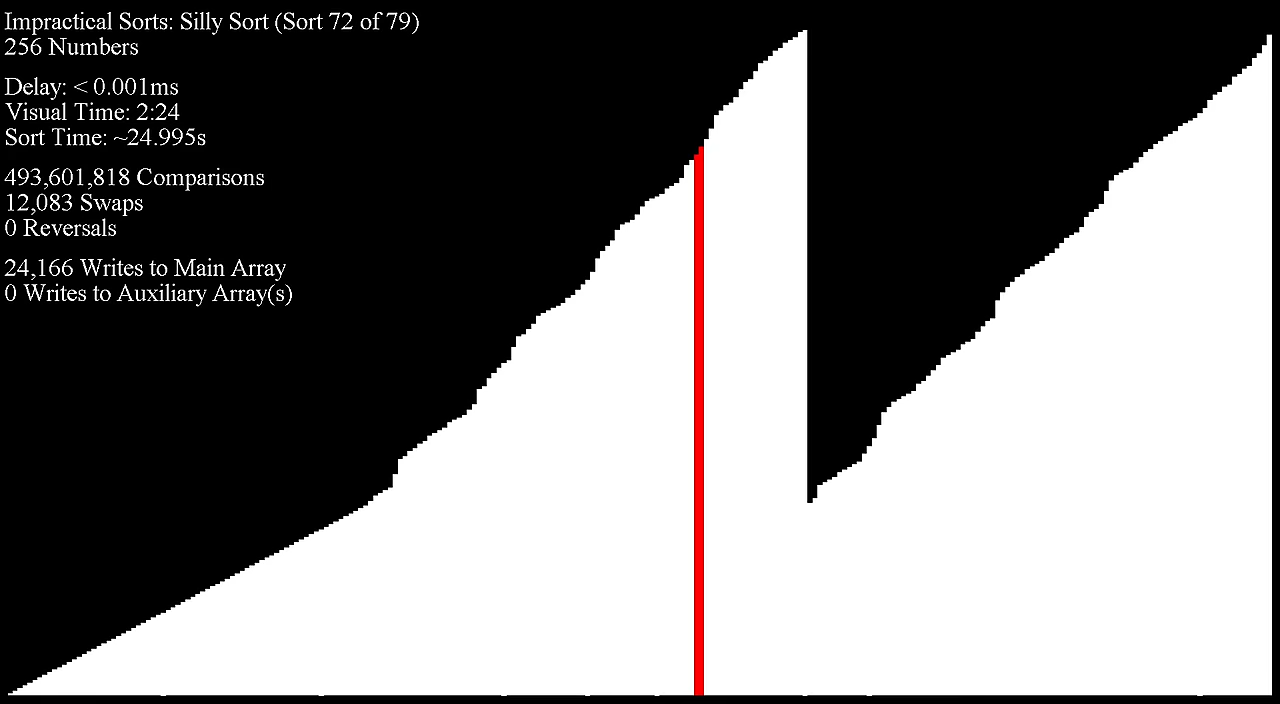 Impractical Sorts: Silly Sort (Sort 72 of 79)
256 Numbers
Delay: < 0.001ms
Visual Time: 2:24
Sort Time: ~24.995s
493,601,818 Comparisons
12,083 Swaps
0 Reversals
24,166 Writes to Main Array
0 Writes to Auxiliary Array(s)